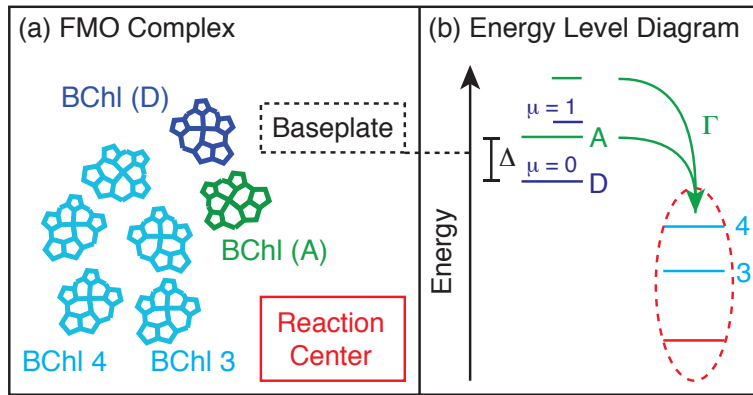 (a) FMO Complex
BChl (D)
Baseplate
BChl (A)
BChl 4
BChl 3
Reaction
Center
(b) Energy Level Diagram
Energy
μ = 1
A
Δ
μ = 0
D
Γ
4
3